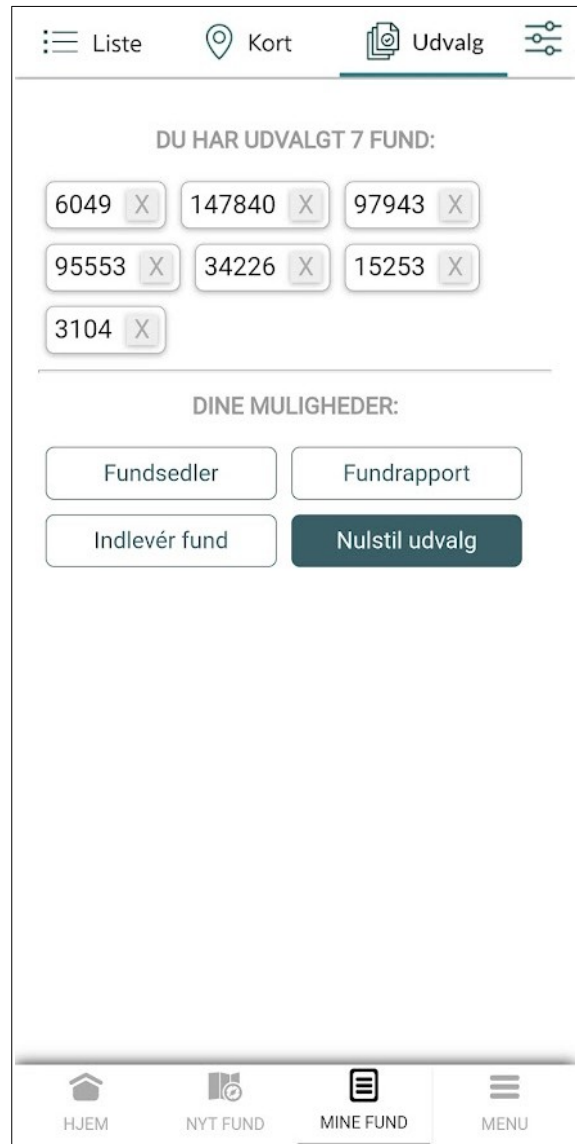 Liste Kort Udvalg
DU HAR UDVALGT 7 FUND:
6049 X 147840 X 97943 X
95553 X 34226 X 15253 X
3104 X
DINE MULIGHEDER:
Fundsedler Fundrapport
Indlevér fund Nulstil udvalg
HJEM NYT FUND MINE FUND MENU